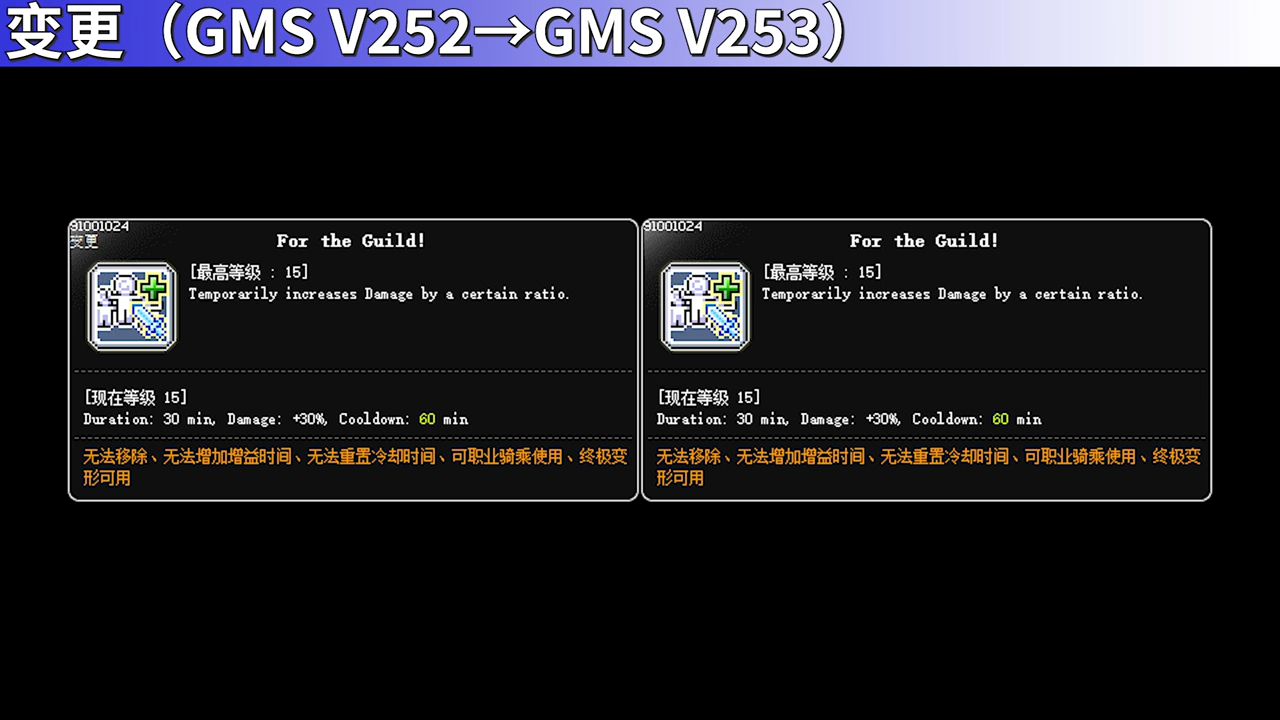 变更（GMS V252→GMS V253）
91001024
变更
For the Guild!
[最高等级 : 15]
Temporarily increases Damage by a certain ratio.
[现在等级 15]
Duration: 30 min, Damage: +30%, Cooldown: 60 min
无法移除、无法增加增益时间、无法重置冷却时间、可职业骑乘使用、终极变
形可用
91001024
For the Guild!
[最高等级 : 15]
Temporarily increases Damage by a certain ratio.
[现在等级 15]
Duration: 30 min, Damage: +30%, Cooldown: 60 min
无法移除、无法增加增益时间、无法重置冷却时间、可职业骑乘使用、终极变
形可用